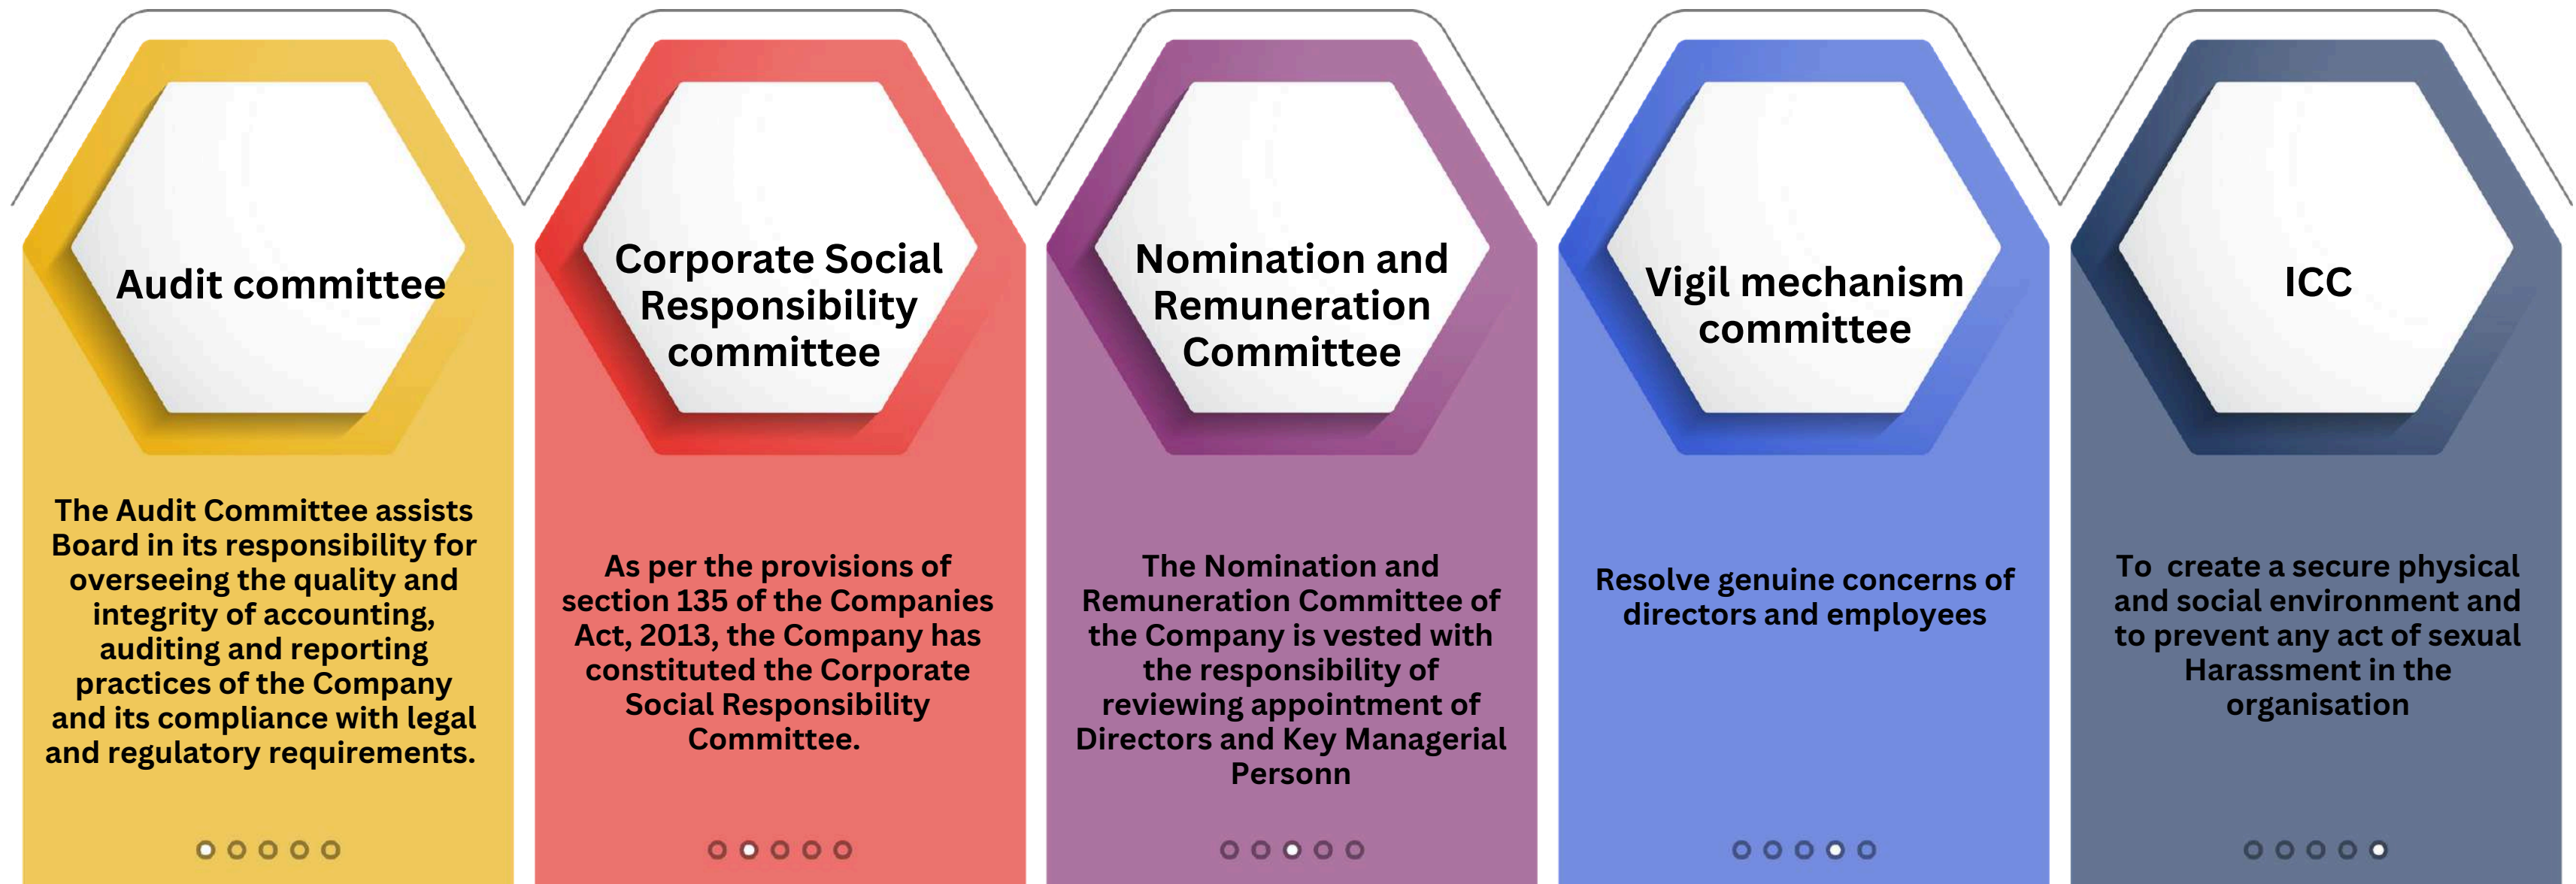 Audit committee
The Audit Committee assists
Board in its responsibility for
overseeing the quality and
integrity of accounting,
auditing and reporting
practices of the Company
and its compliance with legal
and regulatory requirements.
Corporate Social
Responsibility
committee
As per the provisions of
section 135 of the Companies
Act, 2013, the Company has
constituted the Corporate
Social Responsibility
Committee.
Nomination and
Remuneration
Committee
The Nomination and
Remuneration Committee of
the Company is vested with
the responsibility of
reviewing appointment of
Directors and Key Managerial
Personn
Vigil mechanism
committee
Resolve genuine concerns of
directors and employees
ICC
To  create a secure physical
and social environment and
to prevent any act of sexual
Harassment in the
organisation